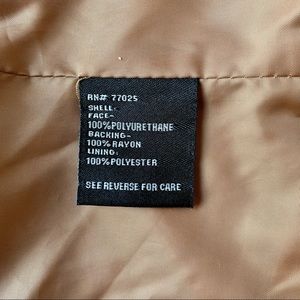 RN# 77025
SHELL:
FACE-
100%POLYURETHANE
BACKING-
100%RAYON
LINING:
100%POLYESTER
SEE REVERSE FOR CARE